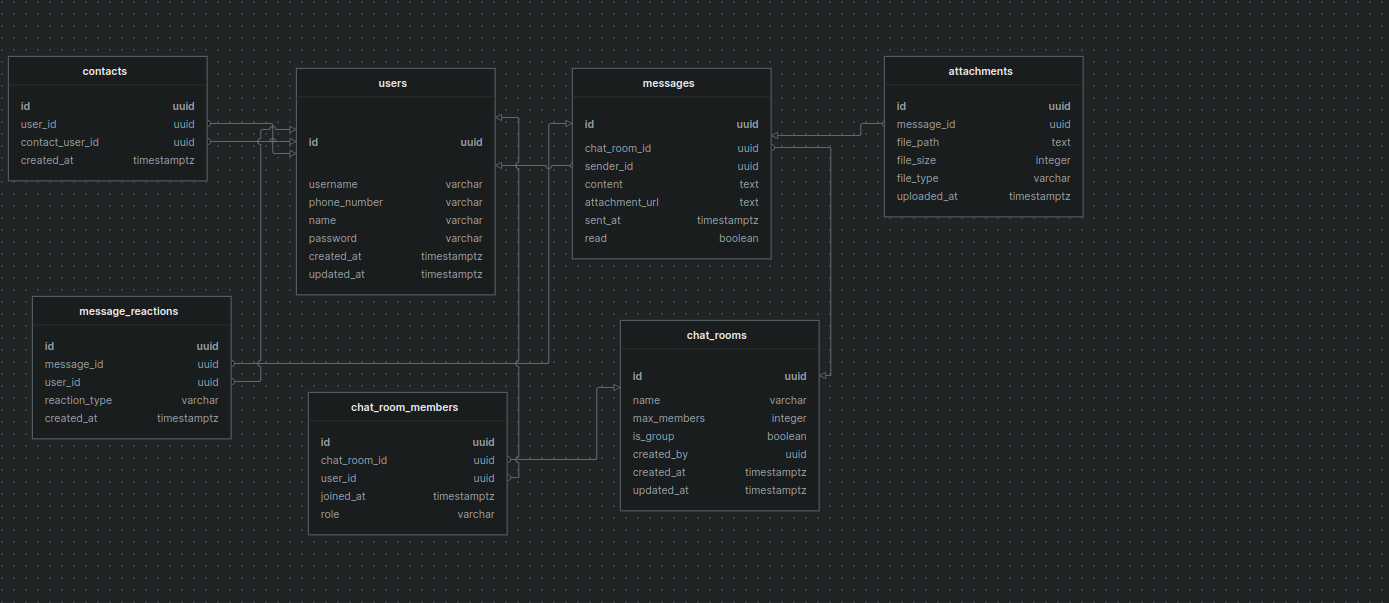 contacts
id uuid
user_id uuid
contact_user_id uuid
created_at timestamptz
users
id uuid
username varchar
phone_number varchar
name varchar
password varchar
created_at timestamptz
updated_at timestamptz
messages
id uuid
chat_room_id uuid
sender_id uuid
content text
attachment_url text
sent_at timestamptz
read boolean
attachments
id uuid
message_id uuid
file_path text
file_size integer
file_type varchar
uploaded_at timestamptz
message_reactions
id uuid
message_id uuid
user_id uuid
reaction_type varchar
created_at timestamptz
chat_room_members
id uuid
chat_room_id uuid
user_id uuid
joined_at timestamptz
role varchar
chat_rooms
id uuid
name varchar
max_members integer
is_group boolean
created_by uuid
created_at timestamptz
updated_at timestamptz